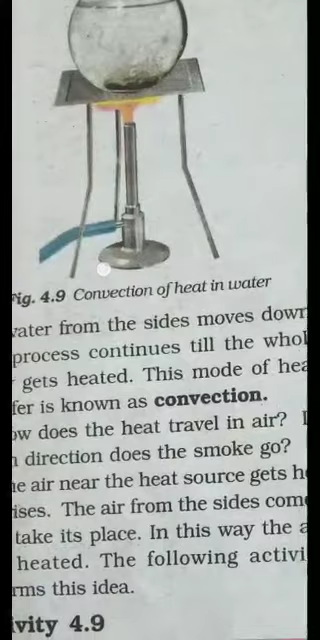 Fig. 4.9 Convection of heat in water
water from the sides moves down
process continues till the whol
gets heated. This mode of hea
fer is known as convection.
ow does the heat travel in air? I
n direction does the smoke go?
he air near the heat source gets h
rises. The air from the sides com
take its place. In this way the a
heated. The following activi
rms this idea.
ivity 4.9